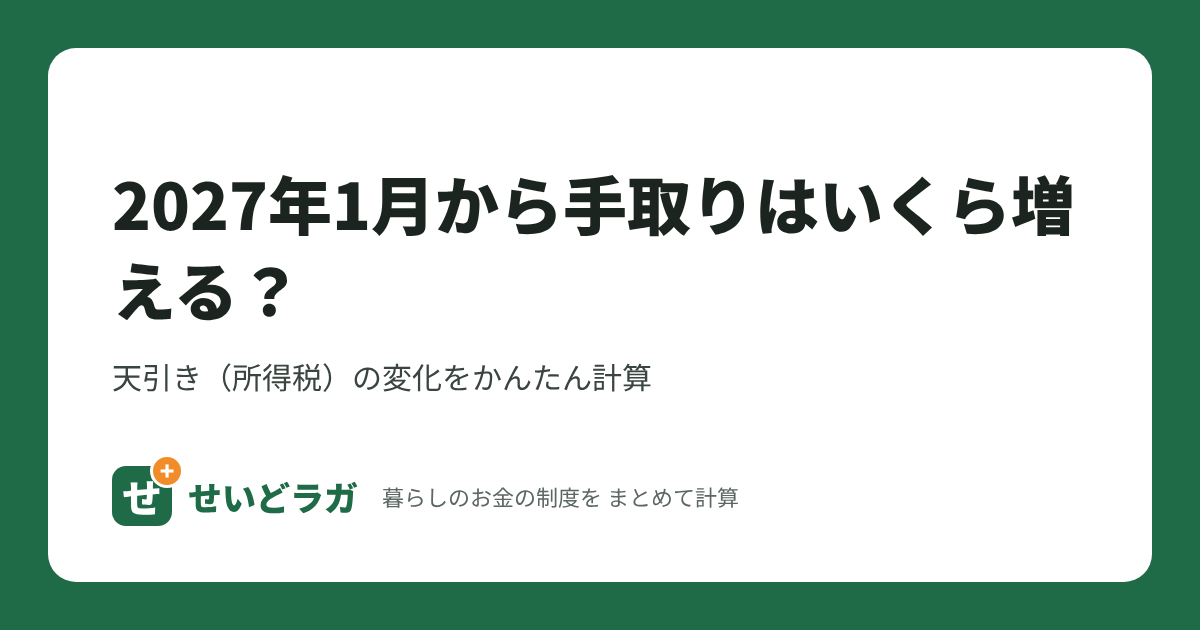 2027年1月から手取りはいくら増
える？
天引き（所得税）の変化をかんたん計算
せ+
せいどラガ 暮らしのお金の制度を まとめて計算